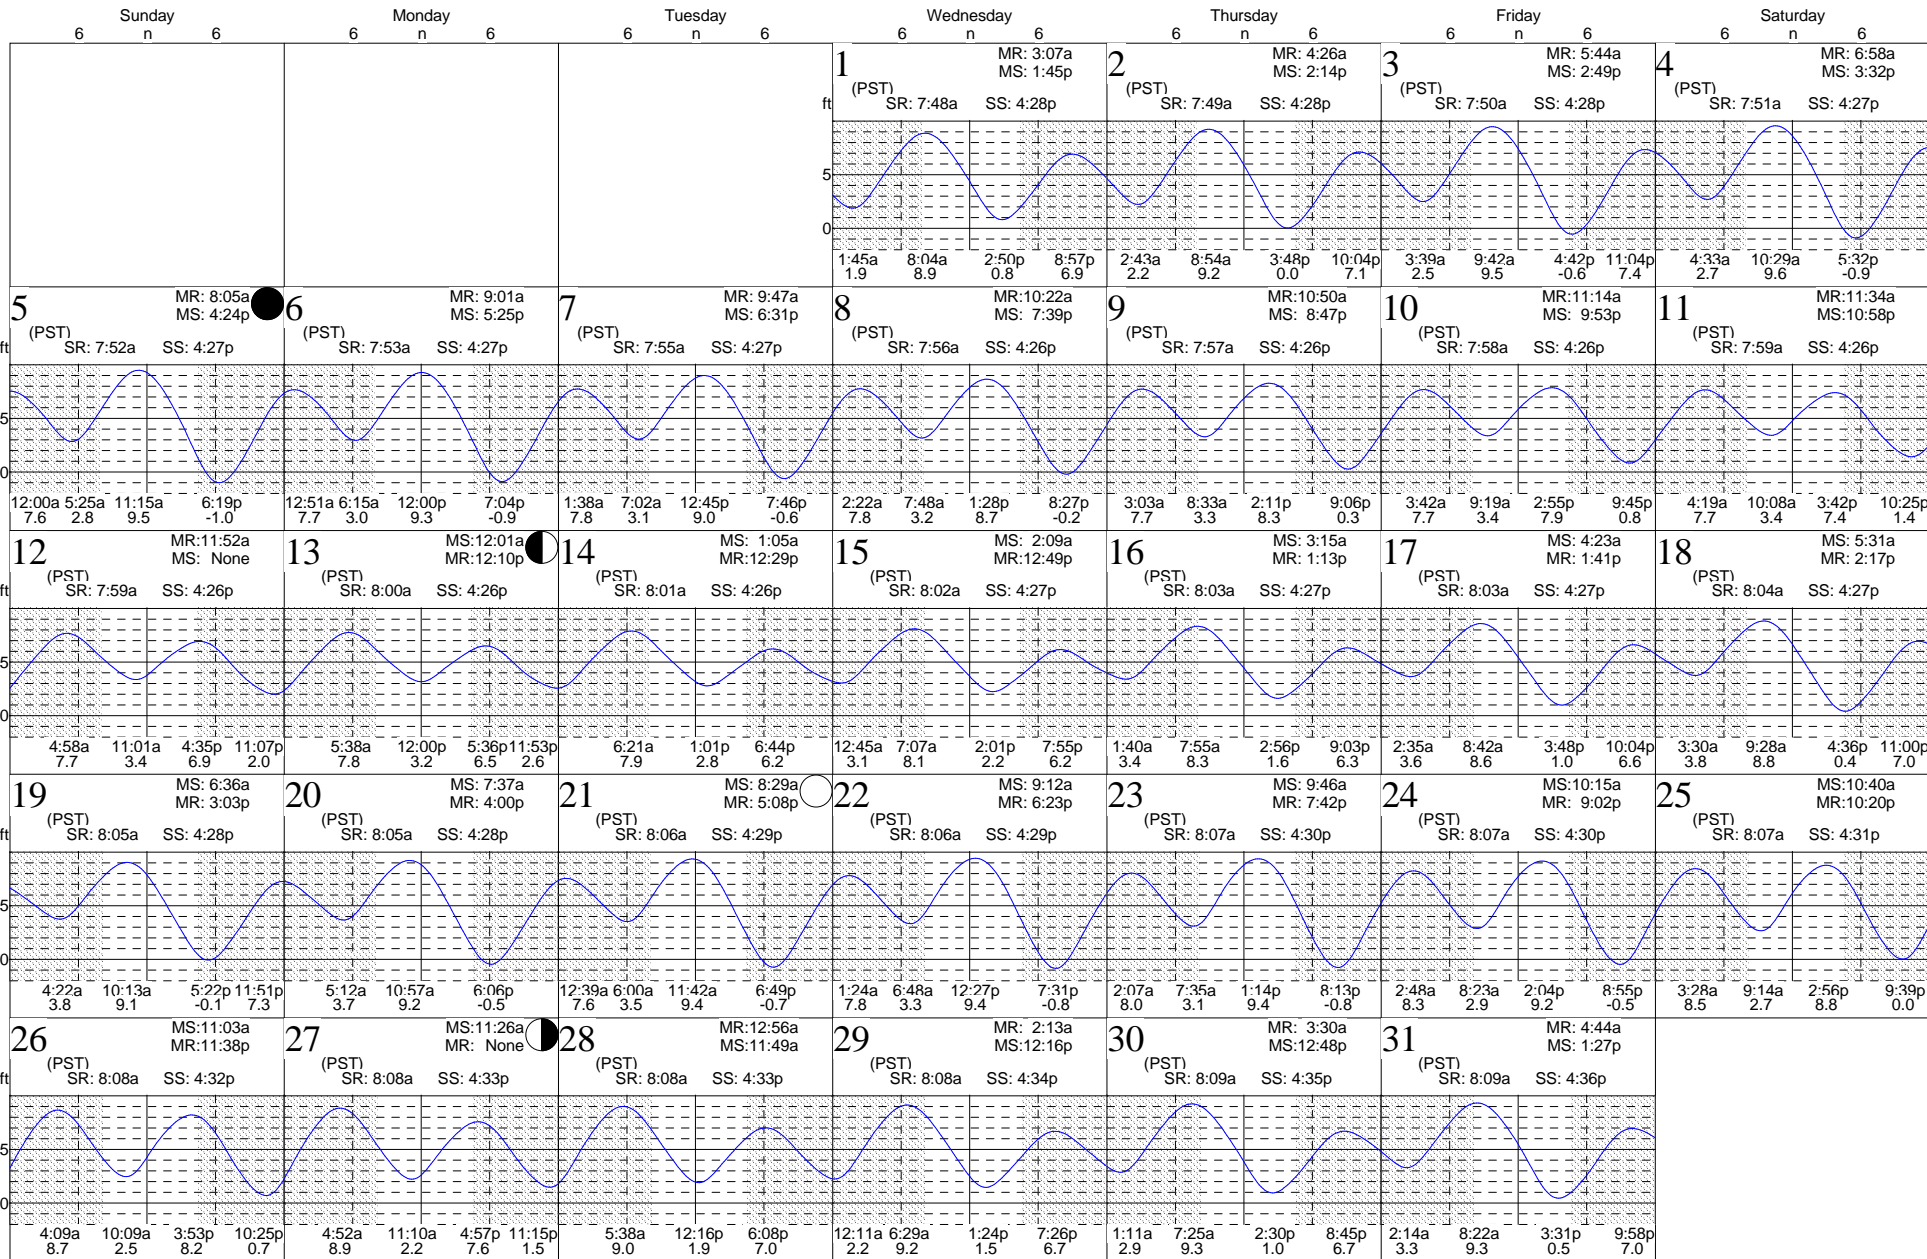 Sunday Monday Tuesday Wednesday Thursday Friday Saturday
6 n 6 6 n 6 6 n 6 6 n 6 6 n 6 6 n 6 6 n 6
1 MR: 3:07a 2 MR: 4:26a 3 MR: 5:44a 4 MR: 6:58a
MS: 1:45p MS: 2:14p MS: 2:49p MS: 3:32p
(PST) (PST) (PST) (PST)
ft SR: 7:48a SS: 4:28p SR: 7:49a SS: 4:28p SR: 7:50a SS: 4:28p SR: 7:51a SS: 4:27p
5
0
1:45a 8:04a 2:50p 8:57p 2:43a 8:54a 3:48p 10:04p 3:39a 9:42a 4:42p 11:04p 4:33a 10:29a 5:32p
1.9 8.9 0.8 6.9 2.2 9.2 0.0 7.1 2.5 9.5 -0.6 7.4 2.7 9.6 -0.9
5 MR: 8:05a 6 MR: 9:01a 7 MR: 9:47a 8 MR:10:22a 9 MR:10:50a 10 MR:11:14a 11 MR:11:34a
MS: 4:24p MS: 5:25p MS: 6:31p MS: 7:39p MS: 8:47p MS: 9:53p MS:10:58p
(PST) (PST) (PST) (PST) (PST) (PST) (PST)
ft SR: 7:52a SS: 4:27p SR: 7:53a SS: 4:27p SR: 7:55a SS: 4:27p SR: 7:56a SS: 4:26p SR: 7:57a SS: 4:26p SR: 7:58a SS: 4:26p SR: 7:59a SS: 4:26p
5
0
12:00a 5:25a 11:15a 6:19p 12:51a 6:15a 12:00p 7:04p 1:38a 7:02a 12:45p 7:46p 2:22a 7:48a 1:28p 8:27p 3:03a 8:33a 2:11p 9:06p 3:42a 9:19a 2:55p 9:45p 4:19a 10:08a 3:42p 10:25p
7.6 2.8 9.5 -1.0 7.7 3.0 9.3 -0.9 7.8 3.1 9.0 -0.6 7.8 3.2 8.7 -0.2 7.7 3.3 8.3 0.3 7.7 3.4 7.9 0.8 7.7 3.4 7.4 1.4
12 MR:11:52a 13 MS:12:01a 14 MS: 1:05a 15 MS: 2:09a 16 MS: 3:15a 17 MS: 4:23a 18 MS: 5:31a
MS: None MR:12:10p MR:12:29p MR:12:49p MR: 1:13p MR: 1:41p MR: 2:17p
(PST) (PST) (PST) (PST) (PST) (PST) (PST)
ft SR: 7:59a SS: 4:26p SR: 8:00a SS: 4:26p SR: 8:01a SS: 4:26p SR: 8:02a SS: 4:27p SR: 8:03a SS: 4:27p SR: 8:03a SS: 4:27p SR: 8:04a SS: 4:27p
5
0
4:58a 11:01a 4:35p 11:07p 5:38a 12:00p 5:36p 11:53p 6:21a 1:01p 6:44p 12:45a 7:07a 2:01p 7:55p 1:40a 7:55a 2:56p 9:03p 2:35a 8:42a 3:48p 10:04p 3:30a 9:28a 4:36p 11:00p
7.7 3.4 6.9 2.0 7.8 3.2 6.5 2.6 7.9 2.8 6.2 3.1 8.1 2.2 6.2 3.4 8.3 1.6 6.3 3.6 8.6 1.0 6.6 3.8 8.8 0.4 7.0
19 MS: 6:36a 20 MS: 7:37a 21 MS: 8:29a 22 MS: 9:12a 23 MS: 9:46a 24 MS:10:15a 25 MS:10:40a
MR: 3:03p MR: 4:00p MR: 5:08p MR: 6:23p MR: 7:42p MR: 9:02p MR:10:20p
(PST) (PST) (PST) (PST) (PST) (PST) (PST)
ft SR: 8:05a SS: 4:28p SR: 8:05a SS: 4:28p SR: 8:06a SS: 4:29p SR: 8:06a SS: 4:29p SR: 8:07a SS: 4:30p SR: 8:07a SS: 4:30p SR: 8:07a SS: 4:31p
5
0
4:22a 10:13a 5:22p 11:51p 5:12a 10:57a 6:06p 12:39a 6:00a 11:42a 6:49p 1:24a 6:48a 12:27p 7:31p 2:07a 7:35a 1:14p 8:13p 2:48a 8:23a 2:04p 8:55p 3:28a 9:14a 2:56p 9:39p
3.8 9.1 -0.1 7.3 3.7 9.2 -0.5 7.6 3.5 9.4 -0.7 7.8 3.3 9.4 -0.8 8.0 3.1 9.4 -0.8 8.3 2.9 9.2 -0.5 8.5 2.7 8.8 0.0
26 MS:11:03a 27 MS:11:26a 28 MR:12:56a 29 MR: 2:13a 30 MR: 3:30a 31 MR: 4:44a
MR:11:38p MR: None MS:11:49a MS:12:16p MS:12:48p MS: 1:27p
(PST) (PST) (PST) (PST) (PST) (PST)
ft SR: 8:08a SS: 4:32p SR: 8:08a SS: 4:33p SR: 8:08a SS: 4:33p SR: 8:08a SS: 4:34p SR: 8:09a SS: 4:35p SR: 8:09a SS: 4:36p
5
0
4:09a 10:09a 3:53p 10:25p 4:52a 11:10a 4:57p 11:15p 5:38a 12:16p 6:08p 12:11a 6:29a 1:24p 7:26p 1:11a 7:25a 2:30p 8:45p 2:14a 8:22a 3:31p 9:58p
8.7 2.5 8.2 0.7 8.9 2.2 7.6 1.5 9.0 1.9 7.0 2.2 9.2 1.5 6.7 2.9 9.3 1.0 6.7 3.3 9.3 0.5 7.0